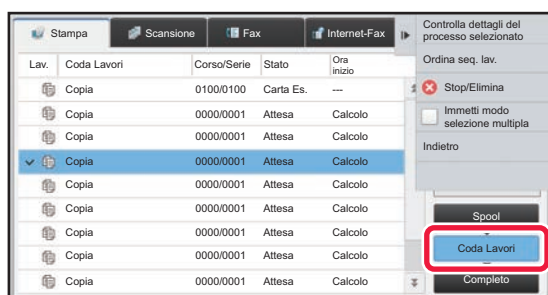 Stampa Scansione Fax Internet-Fax
Lav. Coda Lavori Corso/Serie Stato Ora inizio
Copia 0100/0100 Carta Es. ---
Copia 0000/0001 Attesa Calcolo
Copia 0000/0001 Attesa Calcolo
Copia 0000/0001 Attesa Calcolo
Copia 0000/0001 Attesa Calcolo
Copia 0000/0001 Attesa Calcolo
Copia 0000/0001 Attesa Calcolo
Copia 0000/0001 Attesa Calcolo
Copia 0000/0001 Attesa Calcolo
Controlla dettagli del
processo selezionato
Ordina seq. lav.
Stop/Elimina
Immetti modo
selezione multipla
Indietro
Spool
Coda Lavori
Completo